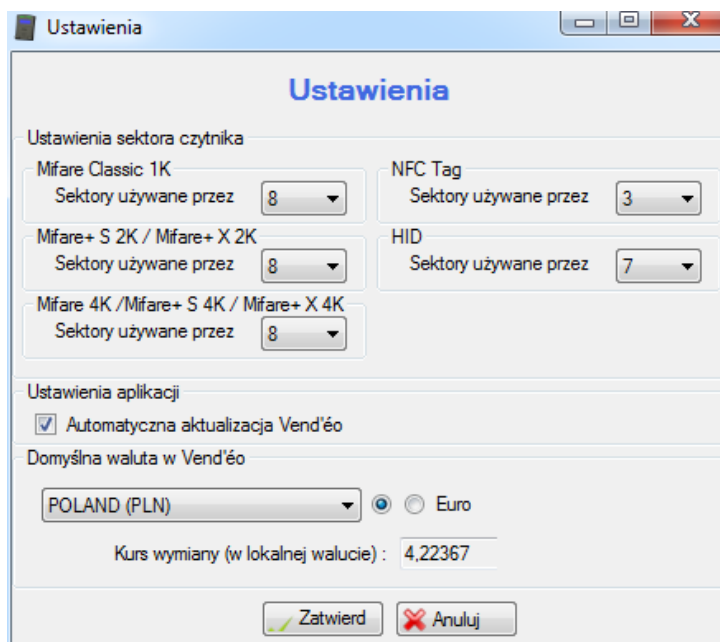 Ustawienia
Ustawienia
Ustawienia sektora czytnika
Mifare Classic 1K
Sektory używane przez 8
NFC Tag
Sektory używane przez 3
Mifare+ S 2K / Mifare+ X 2K
Sektory używane przez 8
HID
Sektory używane przez 7
Mifare 4K /Mifare+ S 4K / Mifare+ X 4K
Sektory używane przez 8
Ustawienia aplikacji
Automatyczna aktualizacja Vend'éo
Domyślna waluta w Vend'éo
POLAND (PLN) Euro
Kurs wymiany (w lokalnej walucie) : 4,22367
Zatwierd Anuluj